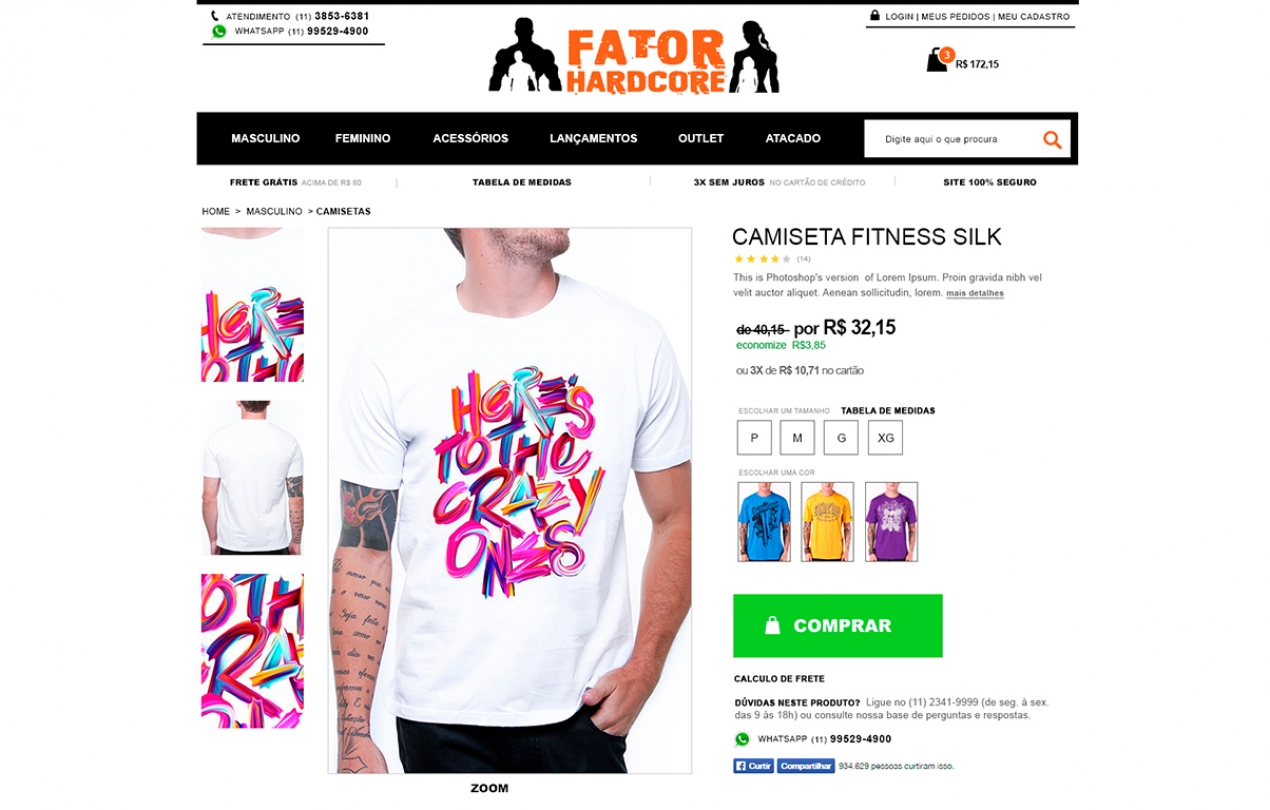 ATENDIMENTO (11) 3853-6381
WHATSAPP (11) 99529-4900
FATOR
HARDCORE
LOGIN | MEUS PEDIDOS | MEU CADASTRO
3
R$ 172,15
MASCULINO FEMININO ACESSÓRIOS LANÇAMENTOS OUTLET ATACADO Digite aqui o que procura
FRETE GRÁTIS ACIMA DE R$ 60 | TABELA DE MEDIDAS | 3X SEM JUROS NO CARTÃO DE CRÉDITO | SITE 100% SEGURO
HOME > MASCULINO > CAMISETAS
HERE'S
TO THE
CRAZY
ONES
ZOOM
CAMISETA FITNESS SILK
(14)
This is Photoshop's version of Lorem Ipsum. Proin gravida nibh vel
velit auctor aliquet. Aenean sollicitudin, lorem. mais detalhes
de 40,15 por R$ 32,15
economize R$3,85
ou 3X de R$ 10,71 no cartão
ESCOLHAR UM TAMANHO TABELA DE MEDIDAS
P M G XG
ESCOLHAR UMA COR
COMPRAR
CALCULO DE FRETE
DÚVIDAS NESTE PRODUTO? Ligue no (11) 2341-9999 (de seg. à sex.
das 9 às 18h) ou consulte nossa base de perguntas e respostas.
WHATSAPP (11) 99529-4900
Curtir Compartilhar 934.629 pessoas curtiram isso.